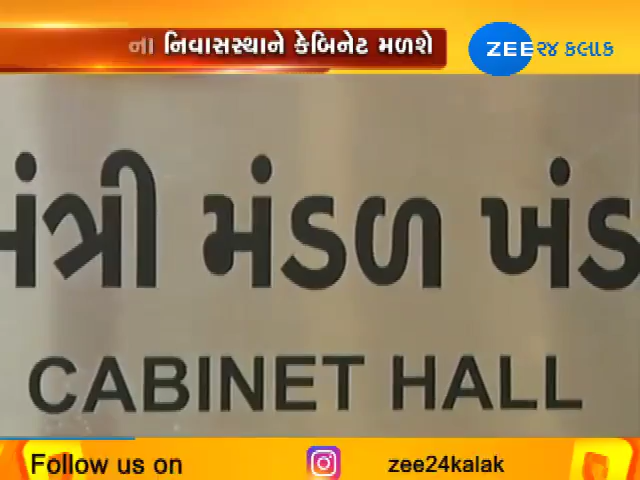 ના નિવાસસ્થાને કેબિનેટ મળશે
ZEE ૨૪ કલાક
મંત્રી મંડળ ખંડ
CABINET HALL
Follow us on zee24kalak